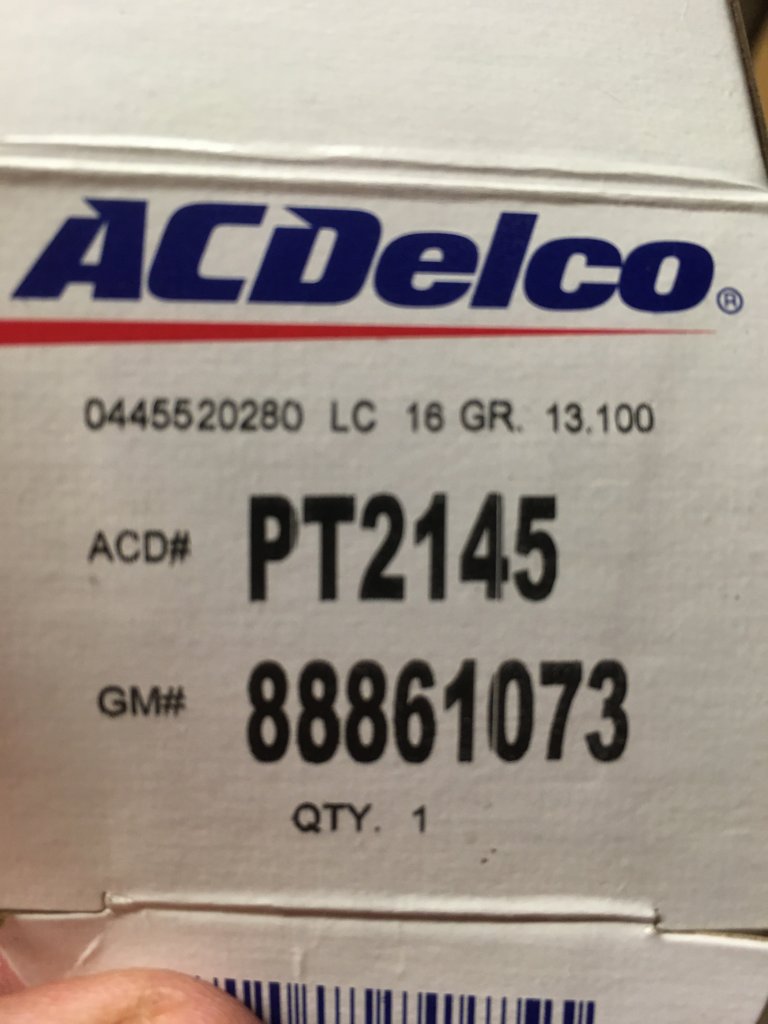 ACDelco®
0445520280 LC 16 GR. 13.100
ACD# PT2145
GM# 88861073
QTY. 1